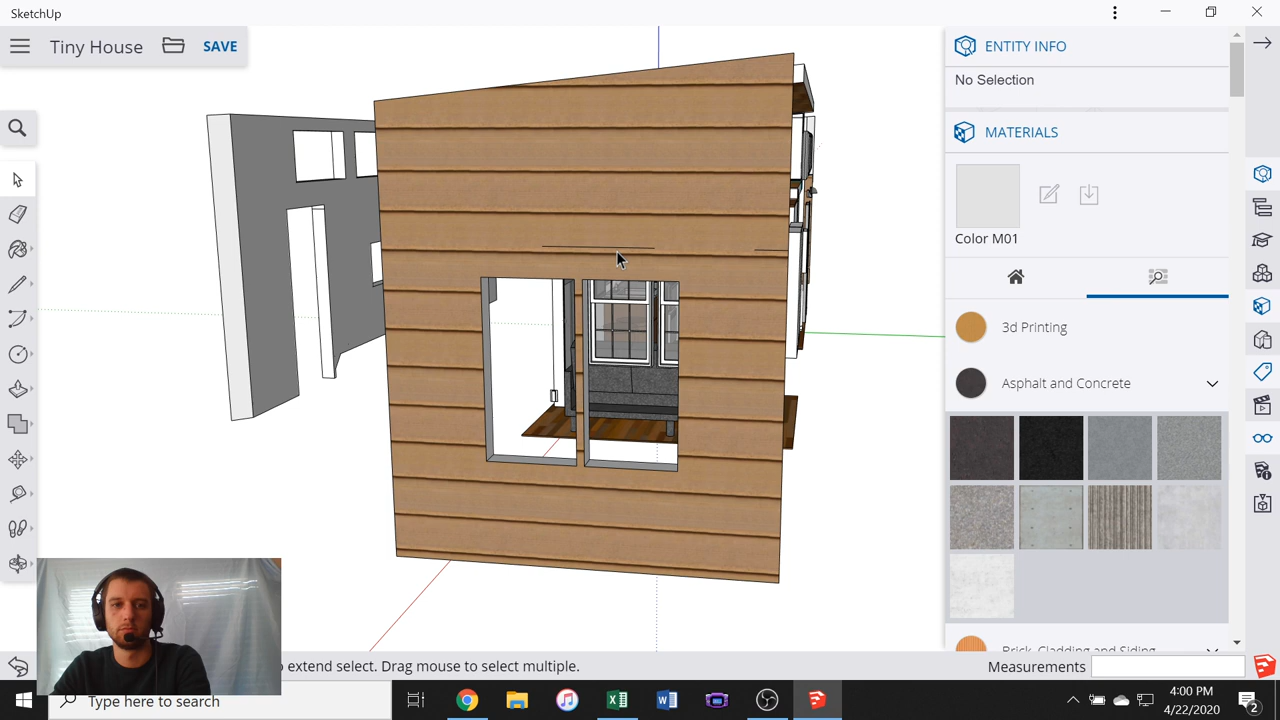 SketchUp
Tiny House
SAVE
ENTITY INFO
No Selection
MATERIALS
Color M01
3d Printing
Asphalt and Concrete
Brick, Cladding and Siding
extend select. Drag mouse to select multiple.
Measurements
Type here to search
4:00 PM
4/22/2020
2